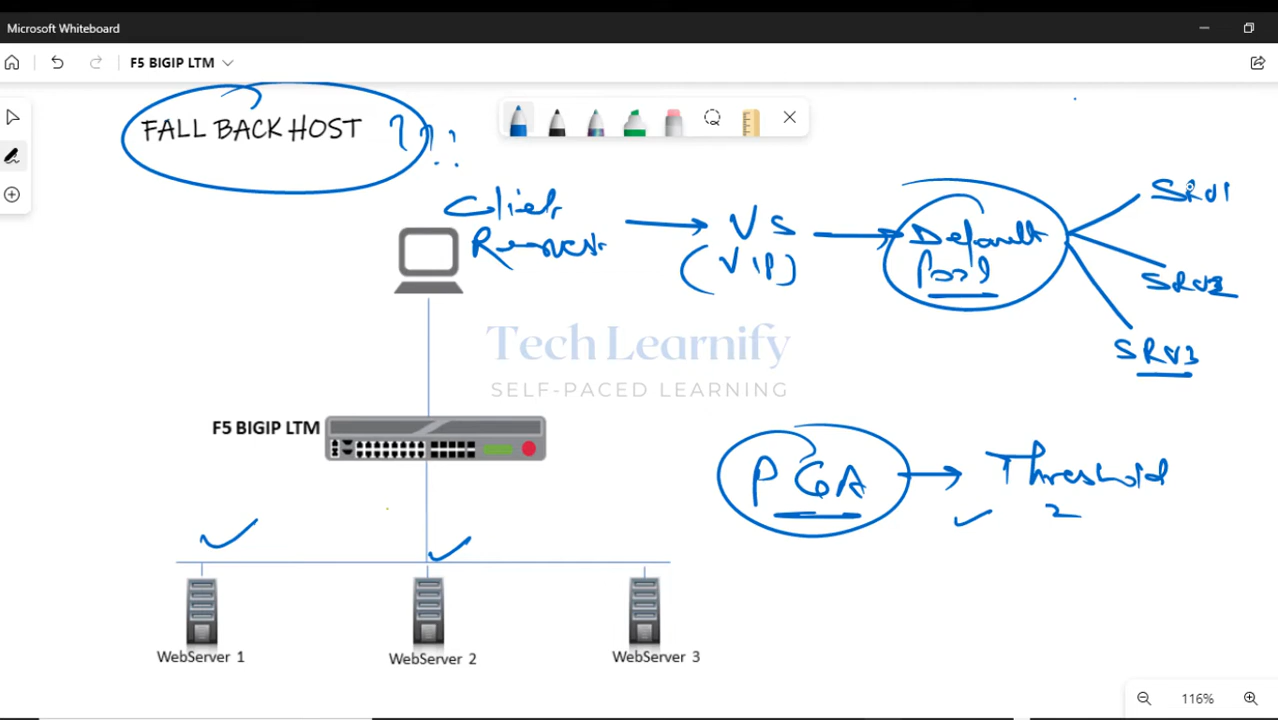 Microsoft Whiteboard
F5 BIGIP LTM
FALL BACK HOST ???
Client
Request
VS
(VIP)
Default
Pool
SRV1
SRV2
SRV3
Tech Learnify
SELF-PACED LEARNING
F5 BIGIP LTM
PGA
Threshold
2
WebServer 1
WebServer 2
WebServer 3
116%